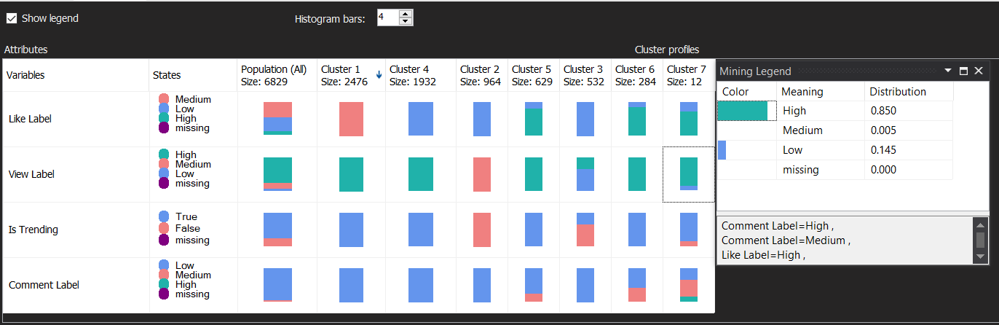 Show legend
Histogram bars: 4
Attributes
Cluster profiles
Variables
States
Population (All)
Size: 6829
Cluster 1
Size: 2476
Cluster 4
Size: 1932
Cluster 2
Size: 964
Cluster 5
Size: 629
Cluster 3
Size: 532
Cluster 6
Size: 284
Cluster 7
Size: 12
Like Label
Medium
Low
High
missing
View Label
High
Medium
Low
missing
Is Trending
True
False
missing
Comment Label
Low
Medium
High
missing
Mining Legend
Color Meaning Distribution
High 0.850
Medium 0.005
Low 0.145
missing 0.000
Comment Label=High ,
Comment Label=Medium ,
Like Label=High ,